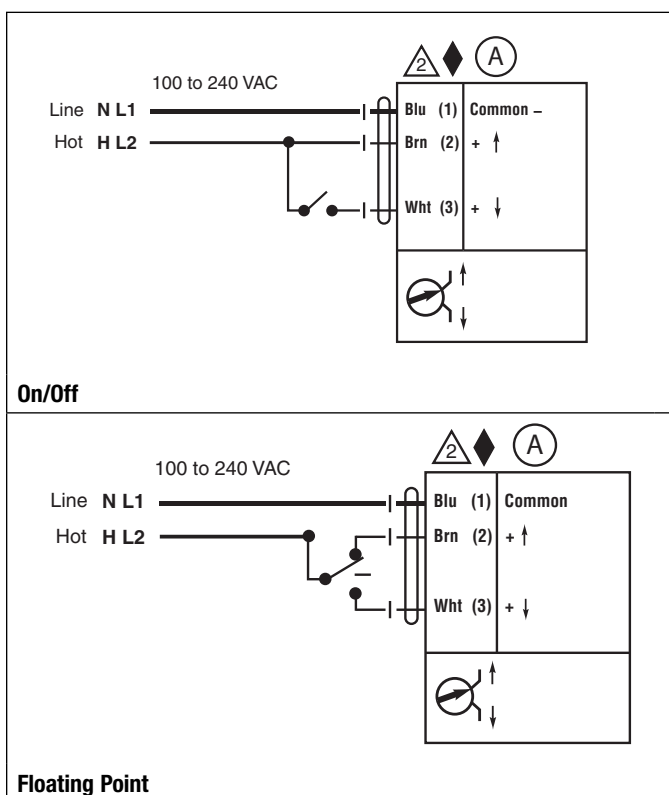 2 A
100 to 240 VAC
Line N L1 Blu (1) Common –
Hot H L2 Brn (2) + ↑
Wht (3) + ↓
↑
↓
On/Off
2 A
100 to 240 VAC
Line N L1 Blu (1) Common
Hot H L2 Brn (2) + ↑
Wht (3) + ↓
↑
↓
Floating Point